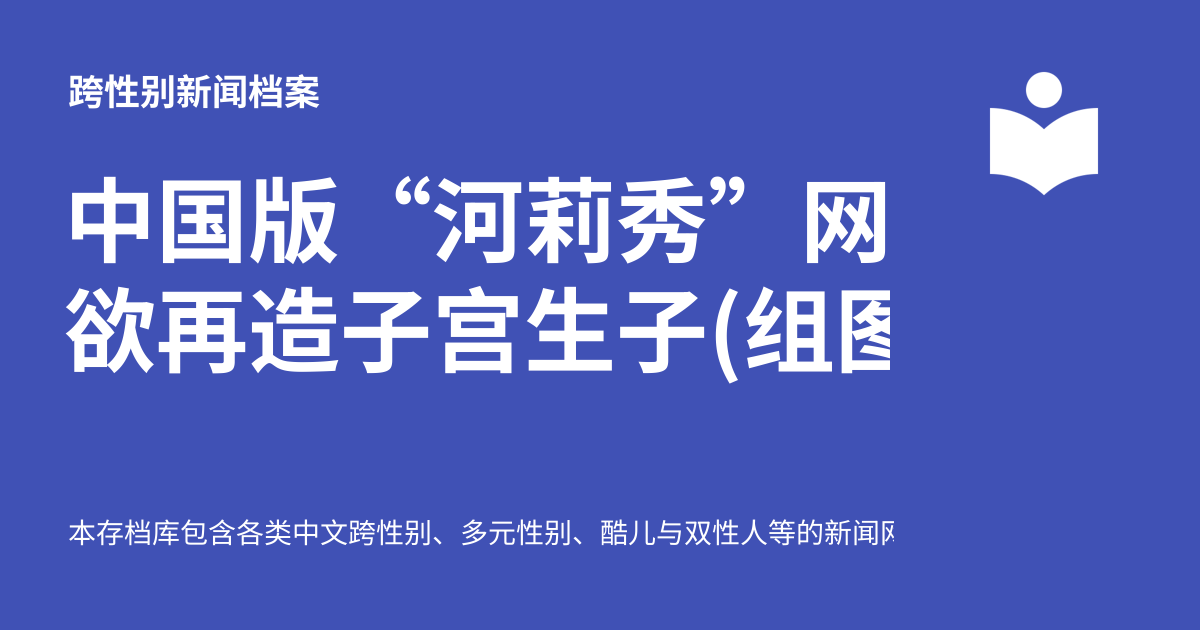 跨性别新闻档案
中国版“河莉秀”网
欲再造子宫生子(组图
本存档库包含各类中文跨性别、多元性别、酷儿与双性人等的新闻网